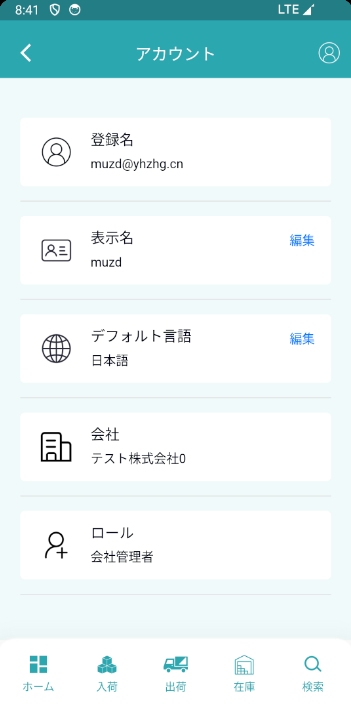 8:41 LTE
アカウント
登録名
muzd@yhzhg.cn
表示名
編集
muzd
デフォルト言語
編集
日本語
会社
テスト株式会社0
ロール
会社管理者
ホーム 入荷 出荷 在庫 検索